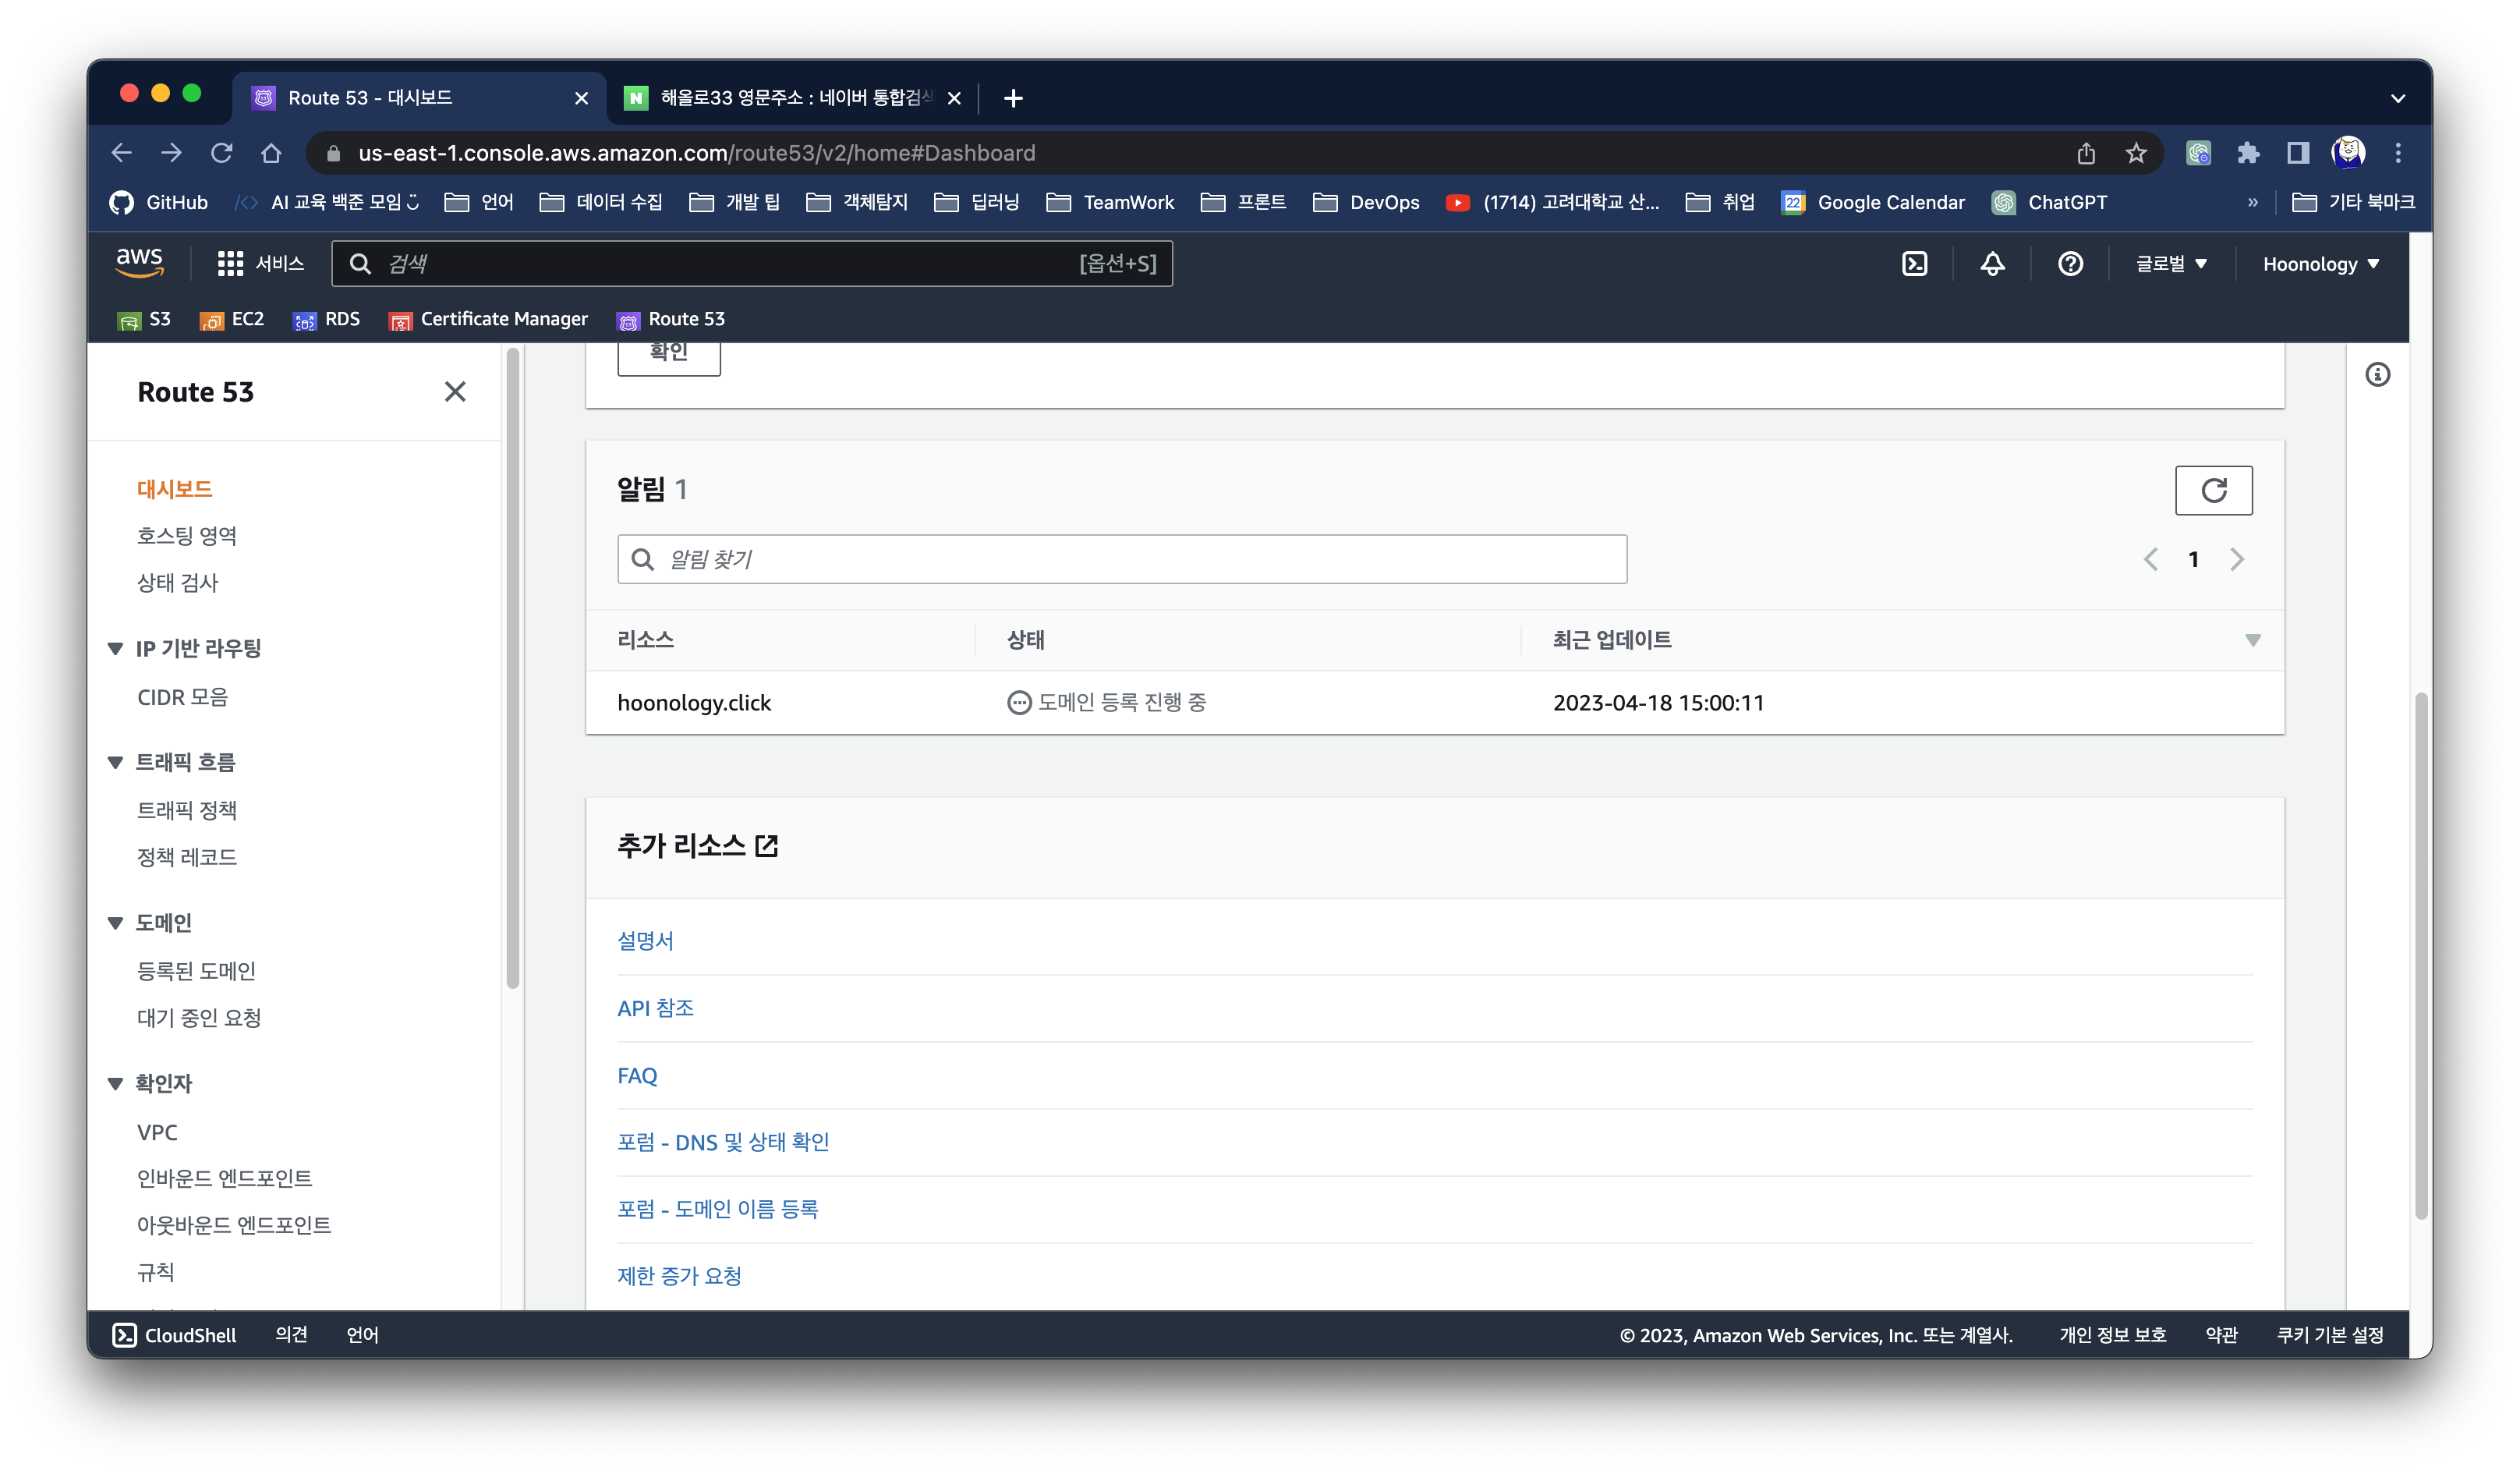 Route 53 - 대시보드
해올로33 영문주소 : 네이버 통합검색
us-east-1.console.aws.amazon.com/route53/v2/home#Dashboard
GitHub
AI 교육 백준 모임
언어
데이터 수집
개발 팁
객체탐지
딥러닝
TeamWork
프론트
DevOps
(1714) 고려대학교 산...
취업
22
Google Calendar
ChatGPT
»
기타 북마크
aws
서비스
검색
[옵션+S]
글로벌
Hoonology
S3
EC2
RDS
Certificate Manager
Route 53
Route 53
대시보드
호스팅 영역
상태 검사
IP 기반 라우팅
CIDR 모음
트래픽 흐름
트래픽 정책
정책 레코드
도메인
등록된 도메인
대기 중인 요청
확인자
VPC
인바운드 엔드포인트
아웃바운드 엔드포인트
규칙
확인
알림 1
알림 찾기
1
리소스
상태
최근 업데이트
hoonology.click
도메인 등록 진행 중
2023-04-18 15:00:11
추가 리소스
설명서
API 참조
FAQ
포럼 - DNS 및 상태 확인
포럼 - 도메인 이름 등록
제한 증가 요청
CloudShell
의견
언어
© 2023, Amazon Web Services, Inc. 또는 계열사.
개인 정보 보호
약관
쿠키 기본 설정